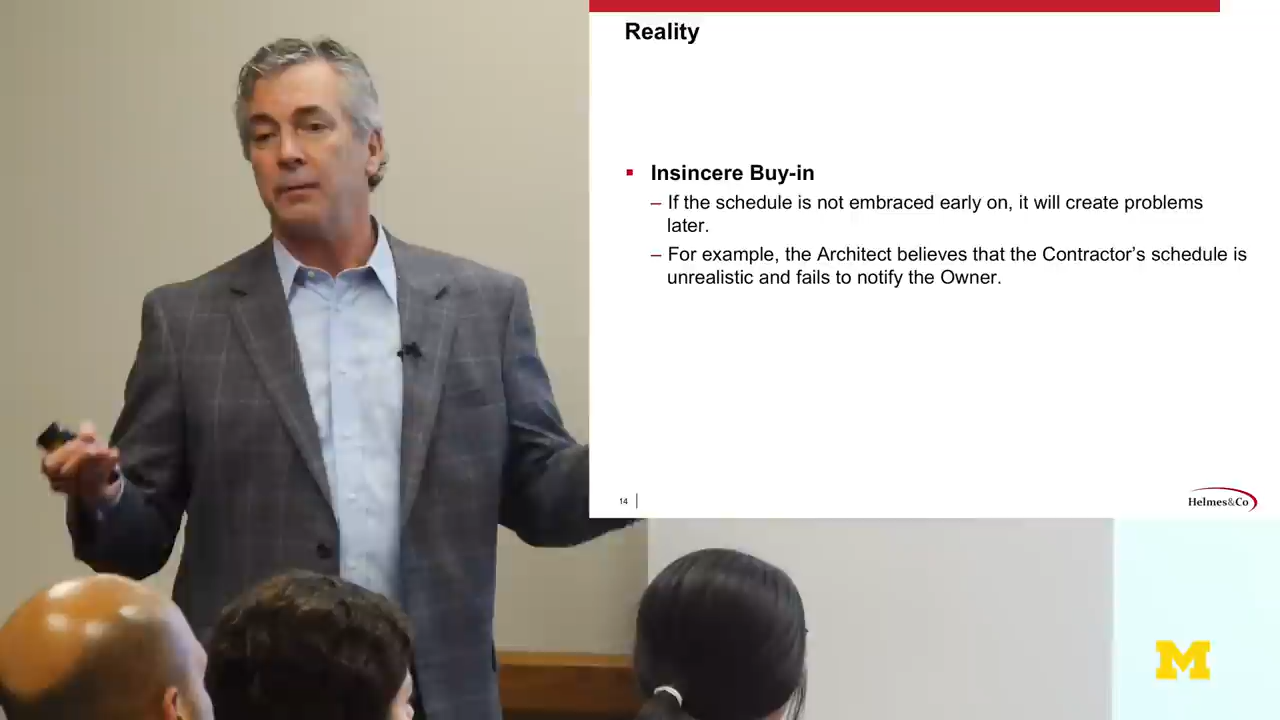 Reality
▪ Insincere Buy-in
– If the schedule is not embraced early on, it will create problems
later.
– For example, the Architect believes that the Contractor’s schedule is
unrealistic and fails to notify the Owner.
14
Helmes&Co
M